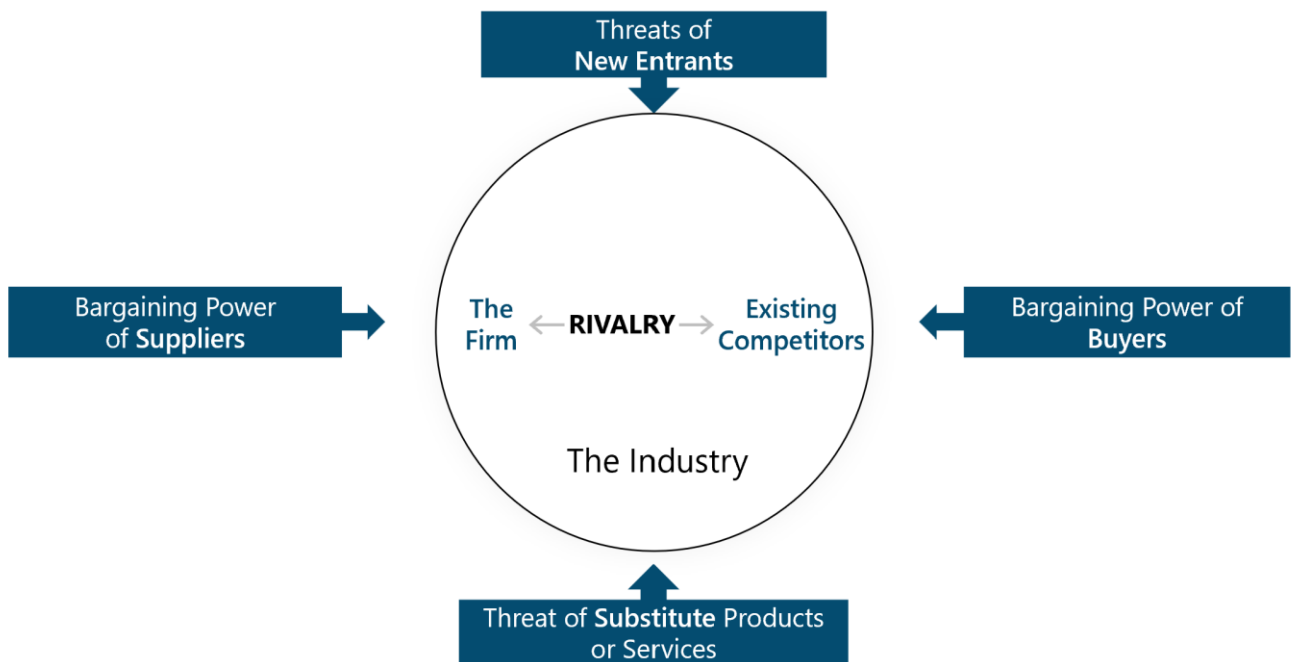 Threats of
New Entrants
Bargaining Power
of Suppliers
The
Firm
RIVALRY
Existing
Competitors
Bargaining Power of
Buyers
The Industry
Threat of Substitute Products
or Services